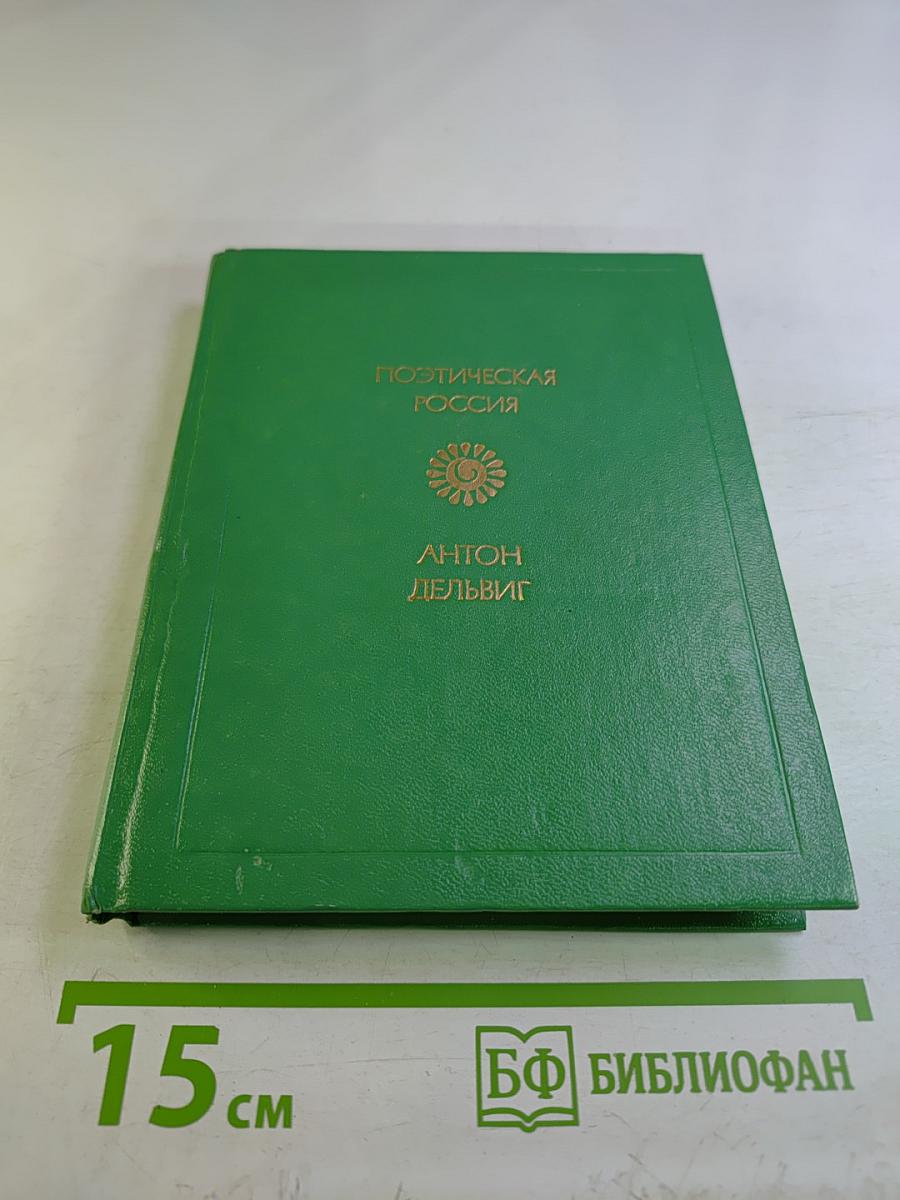 ПОЭТИЧЕСКАЯ
РОССИЯ
АНТОН
ДЕЛЬВИГ
15 см
БФ БИБЛИОФАН